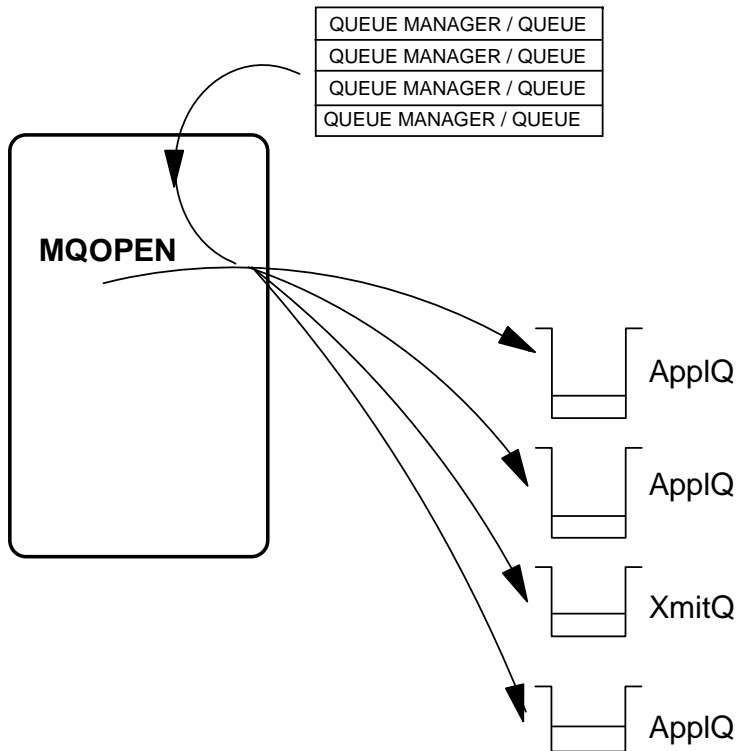 QUEUE MANAGER / QUEUE
QUEUE MANAGER / QUEUE
QUEUE MANAGER / QUEUE
QUEUE MANAGER / QUEUE
MQOPEN
ApplQ
ApplQ
XmitQ
ApplQ